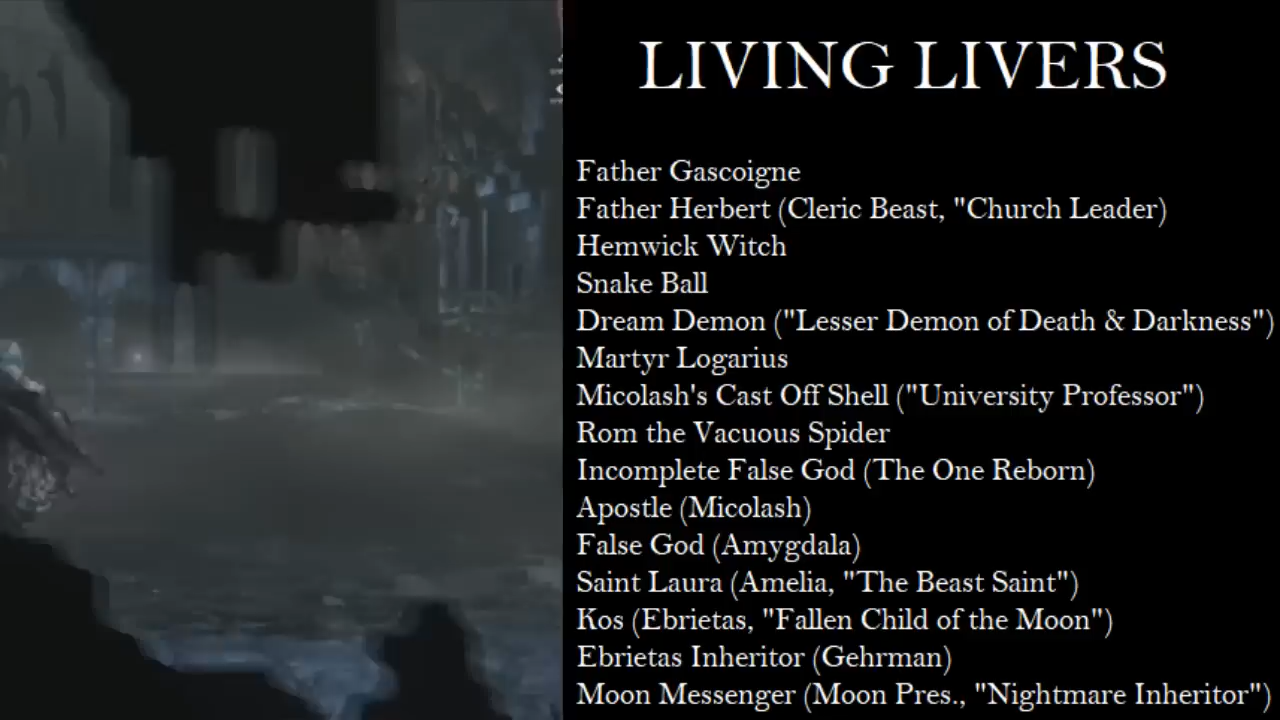 LIVING LIVERS
Father Gascoigne
Father Herbert (Cleric Beast, "Church Leader)
Hemwick Witch
Snake Ball
Dream Demon ("Lesser Demon of Death & Darkness")
Martyr Logarius
Micolash's Cast Off Shell ("University Professor")
Rom the Vacuous Spider
Incomplete False God (The One Reborn)
Apostle (Micolash)
False God (Amygdala)
Saint Laura (Amelia, "The Beast Saint")
Kos (Ebrietas, "Fallen Child of the Moon")
Ebrietas Inheritor (Gehrman)
Moon Messenger (Moon Pres., "Nightmare Inheritor")